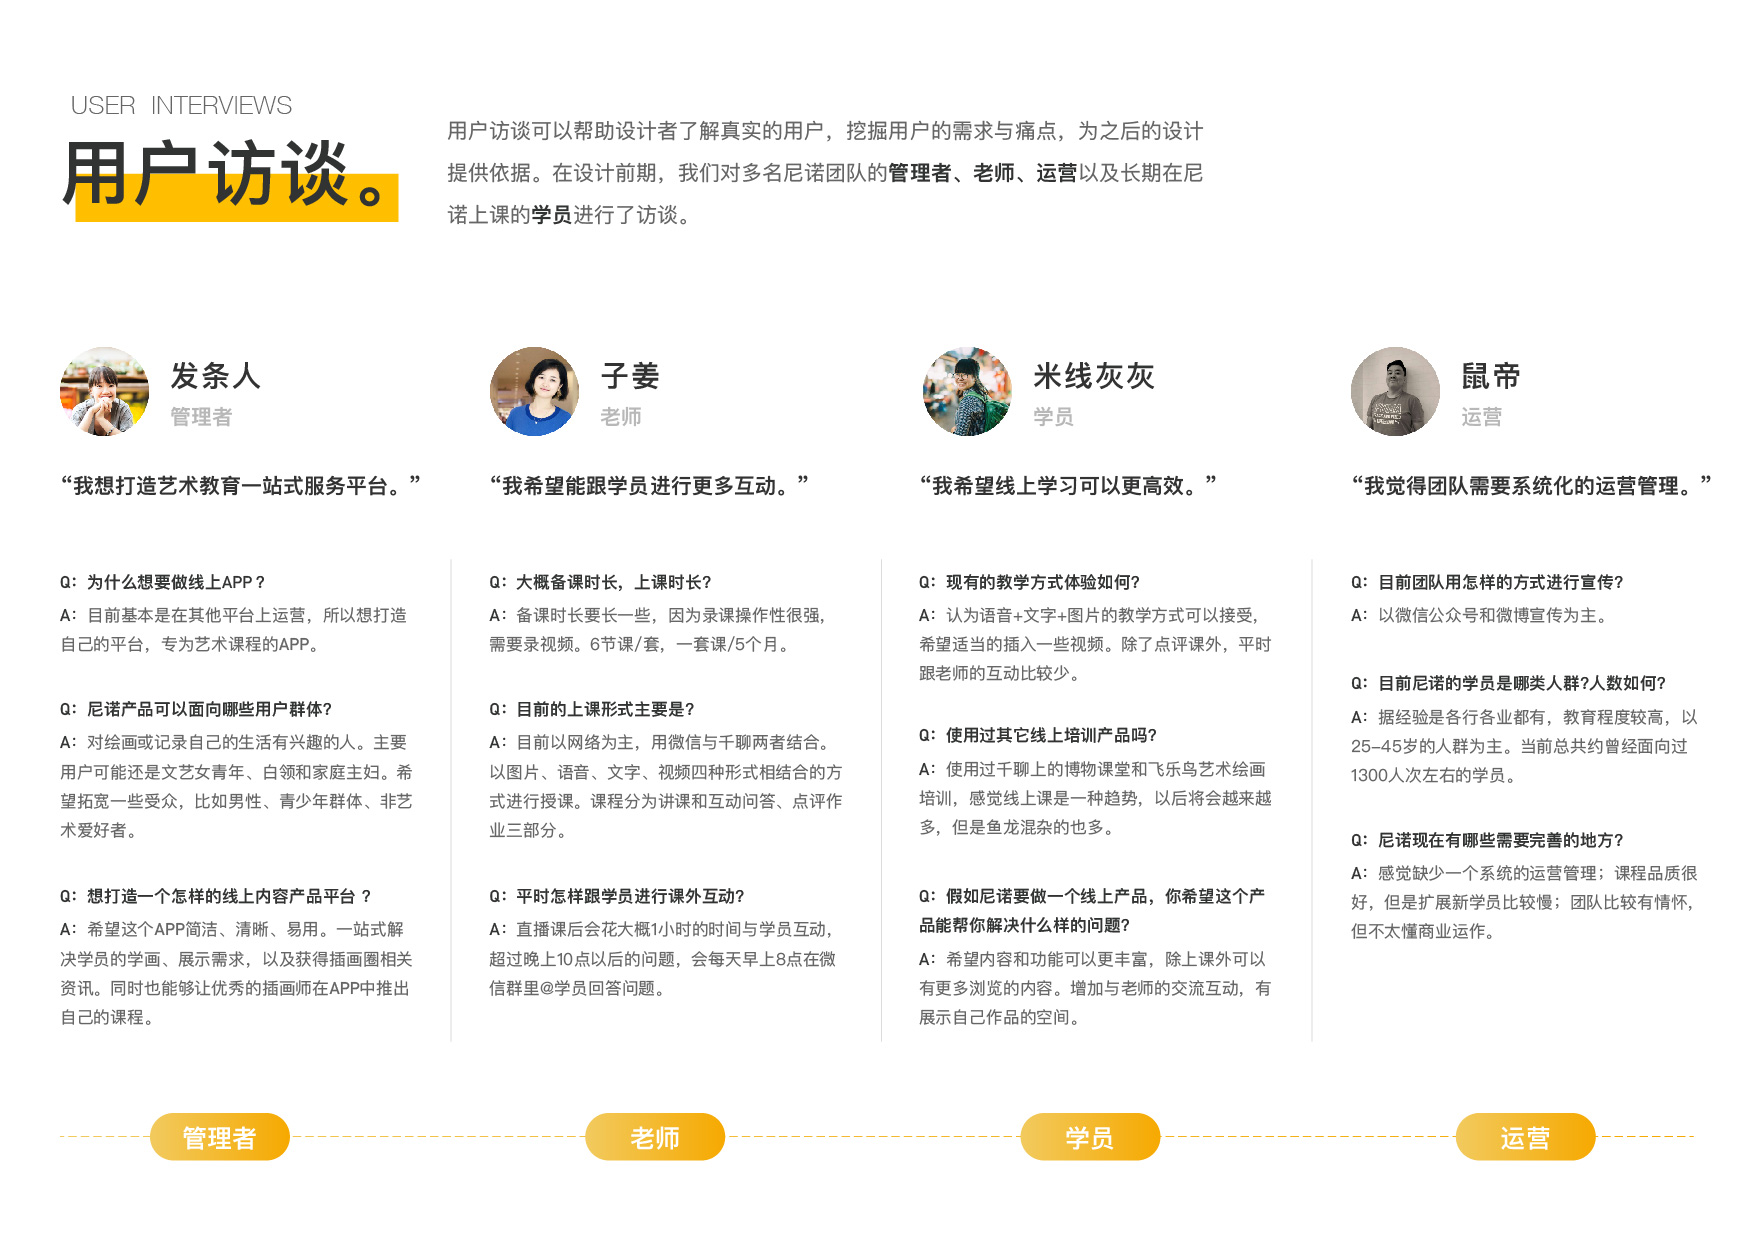 USER INTERVIEWS
用户访谈。
用户访谈可以帮助设计者了解真实的用户，挖掘用户的需求与痛点，为之后的设计
提供依据。在设计前期，我们对多名尼诺团队的管理者、老师、运营以及长期在尼
诺上课的学员进行了访谈。
发条人
管理者
“我想打造艺术教育一站式服务平台。”
Q：为什么想要做线上APP？
A：目前基本是在其他平台上运营，所以想打造
自己的平台，专为艺术课程的APP。
Q：尼诺产品可以面向哪些用户群体?
A：对绘画或记录自己的生活有兴趣的人。主要
用户可能还是文艺女青年、白领和家庭主妇。希
望拓宽一些受众，比如男性、青少年群体、非艺
术爱好者。
Q：想打造一个怎样的线上内容产品平台 ?
A：希望这个APP简洁、清晰、易用。一站式解
决学员的学画、展示需求，以及获得插画圈相关
资讯。同时也能够让优秀的插画师在APP中推出
自己的课程。
子姜
老师
“我希望能跟学员进行更多互动。”
Q：大概备课时长，上课时长?
A：备课时长要长一些，因为录课操作性很强，
需要录视频。6节课/套，一套课/5个月。
Q：目前的上课形式主要是?
A：目前以网络为主，用微信与千聊两者结合。
以图片、语音、文字、视频四种形式相结合的方
式进行授课。课程分为讲课和互动问答、点评作
业三部分。
Q：平时怎样跟学员进行课外互动?
A：直播课后会花大概1小时的时间与学员互动，
超过晚上10点以后的问题，会每天早上8点在微
信群里@学员回答问题。
米线灰灰
学员
“我希望线上学习可以更高效。”
Q：现有的教学方式体验如何?
A：认为语音+文字+图片的教学方式可以接受，
希望适当的插入一些视频。除了点评课外，平时
跟老师的互动比较少。
Q：使用过其它线上培训产品吗?
A：使用过千聊上的博物课堂和飞乐鸟艺术绘画
培训，感觉线上课是一种趋势，以后将会越来越
多，但是鱼龙混杂的也多。
Q：假如尼诺要做一个线上产品，你希望这个产
品能帮你解决什么样的问题?
A：希望内容和功能可以更丰富，除上课外可以
有更多浏览的内容。增加与老师的交流互动，有
展示自己作品的空间。
鼠帝
运营
“我觉得团队需要系统化的运营管理。”
Q：目前团队用怎样的方式进行宣传?
A：以微信公众号和微博宣传为主。
Q：目前尼诺的学员是哪类人群?人数如何?
A：据经验是各行各业都有，教育程度较高，以
25-45岁的人群为主。当前总共约曾经面向过
1300人次左右的学员。
Q：尼诺现在有哪些需要完善的地方?
A：感觉缺少一个系统的运营管理；课程品质很
好，但是扩展新学员比较慢；团队比较有情怀，
但不太懂商业运作。
管理者
老师
学员
运营